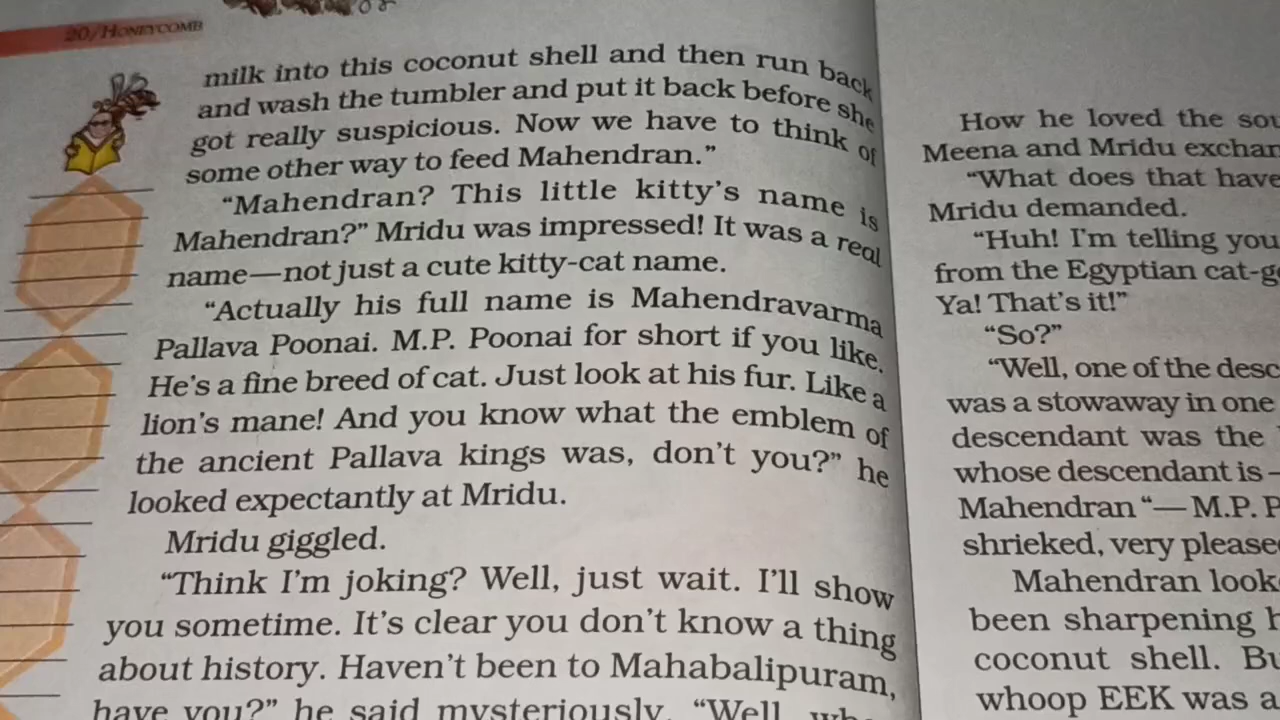 20/HONEYCOMB
milk into this coconut shell and then run back
and wash the tumbler and put it back before she
got really suspicious. Now we have to think of
some other way to feed Mahendran.”
“Mahendran? This little kitty’s name is
Mahendran?” Mridu was impressed! It was a real
name—not just a cute kitty-cat name.
“Actually his full name is Mahendravarma
Pallava Poonai. M.P. Poonai for short if you like.
He’s a fine breed of cat. Just look at his fur. Like a
lion’s mane! And you know what the emblem of
the ancient Pallava kings was, don’t you?” he
looked expectantly at Mridu.
Mridu giggled.
“Think I’m joking? Well, just wait. I’ll show
you sometime. It’s clear you don’t know a thing
about history. Haven’t been to Mahabalipuram,
have you?” he said mysteriously. “Well,
How he loved the
Meena and Mridu
“What does that have
Mridu demanded.
“Huh! I’m telling you
from the Egyptian
Ya! That’s it!”
“So?”
“Well, one of the
was a stowaway in one
descendant was the
whose descendant is —
Mahendran “— M.P.
shrieked, very
Mahendran
been sharpening
coconut shell.
whoop EEK was a